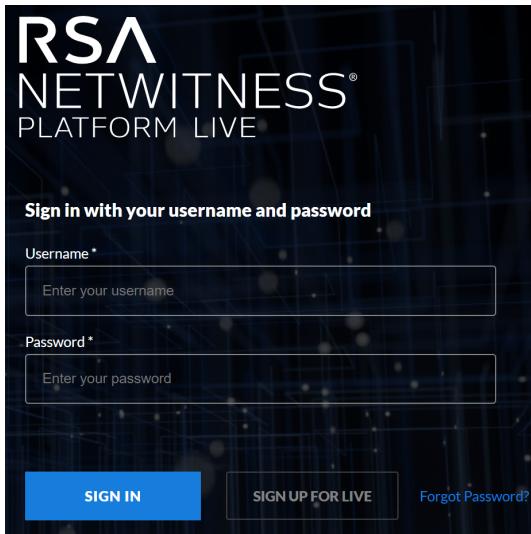 RSA
NETWITNESS®
PLATFORM LIVE
Sign in with your username and password
Username *
Enter your username
Password *
Enter your password
SIGN IN SIGN UP FOR LIVE Forgot Password?